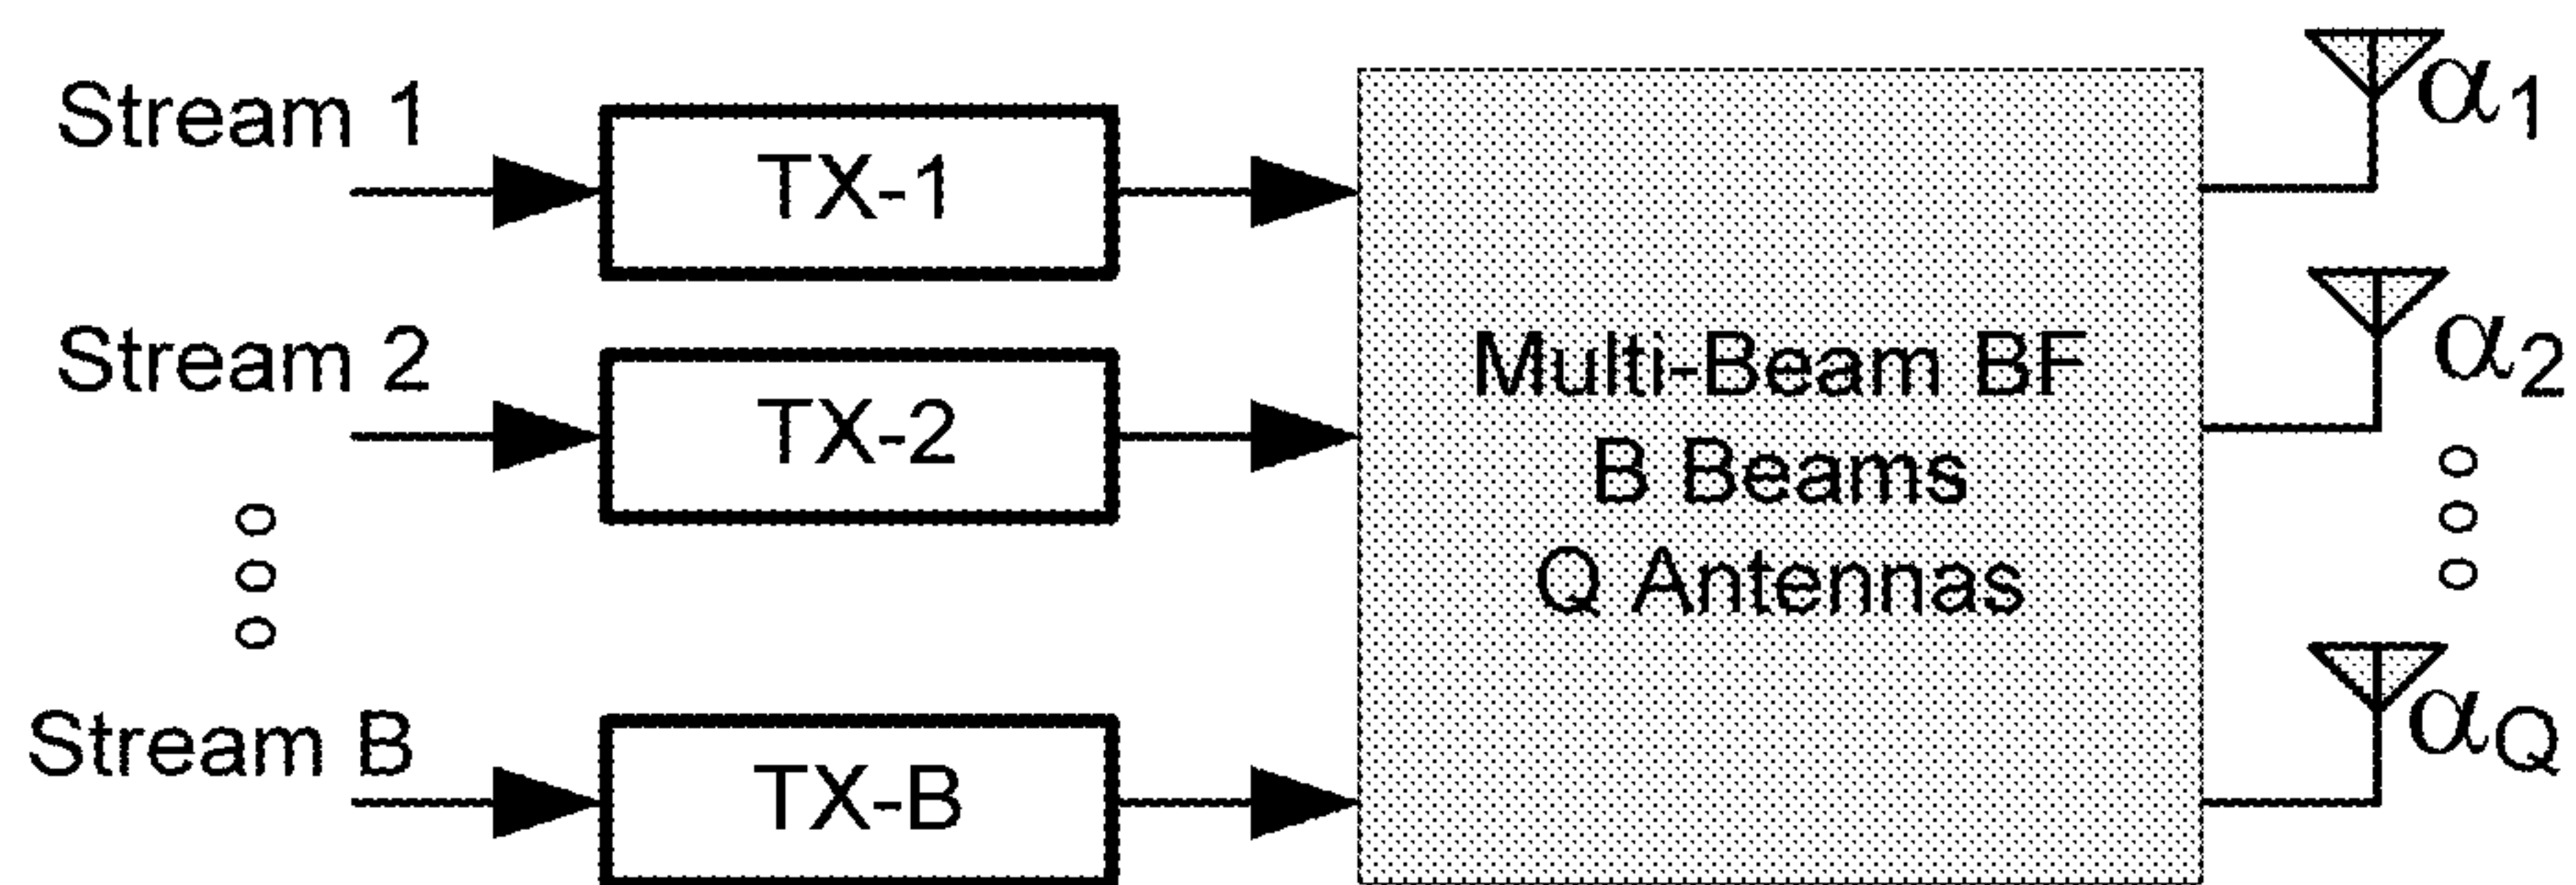 Stream 1
TX-1
α1
Stream 2
TX-2
Multi-Beam BF
B Beams
Q Antennas
α2
Stream B
TX-B
αQ